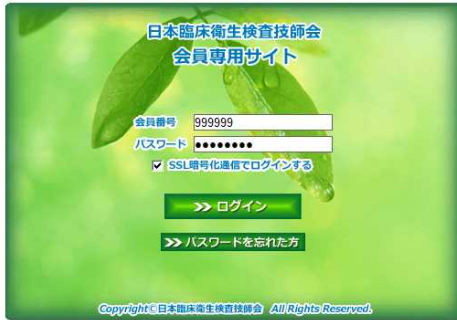 日本臨床衛生検査技師会
会員専用サイト
会員番号 999999
パスワード ●●●●●●●●
SSL暗号化通信でログインする
>> ログイン
>> パスワードを忘れた方
Copyright©日本臨床衛生検査技師会 All Rights Reserved.